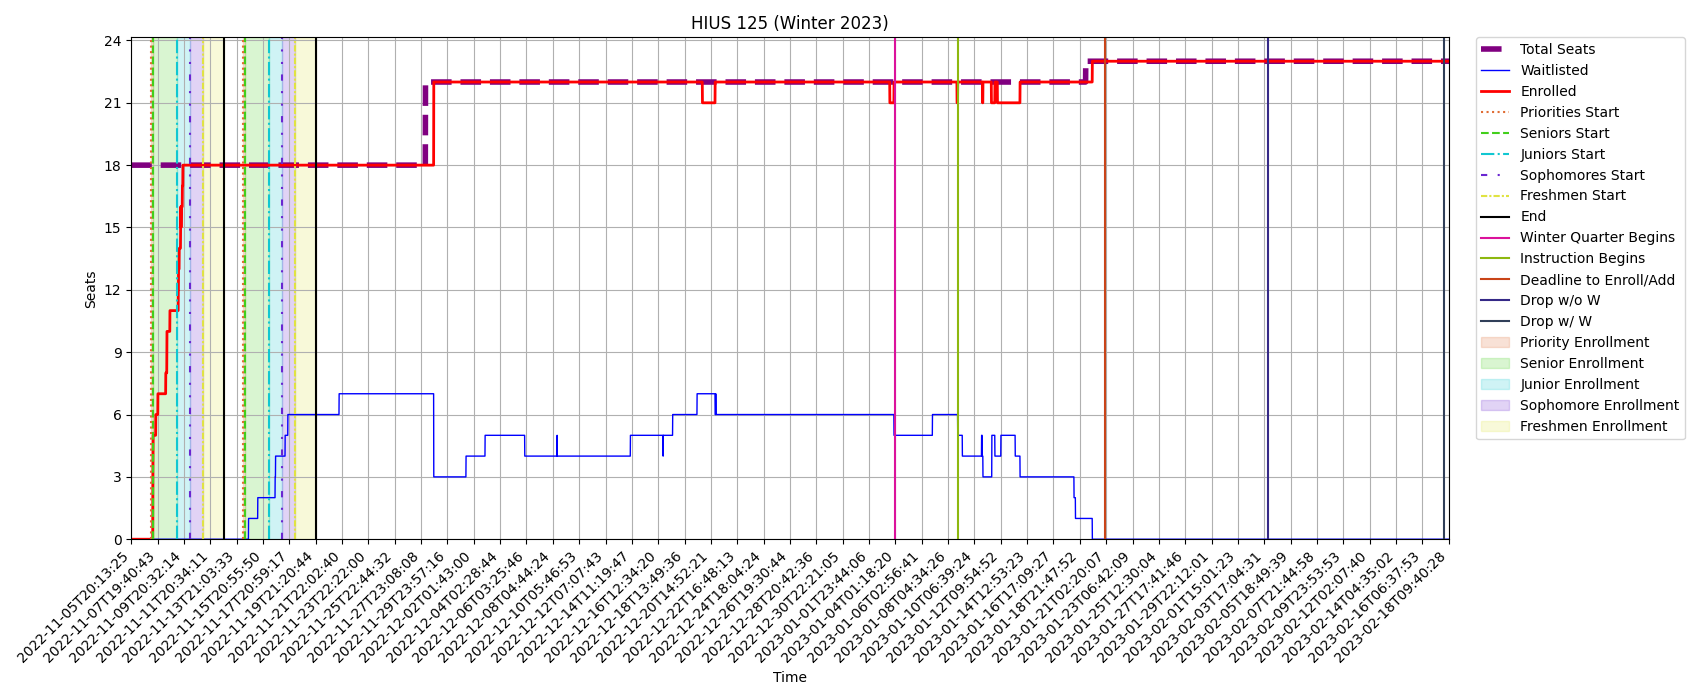 HIUS 125 (Winter 2023)
Seats
24
21
18
15
12
9
6
3
0
2022-11-05T20:13:25
2022-11-07T19:40:43
2022-11-09T20:32:14
2022-11-11T20:34:11
2022-11-13T21:03:33
2022-11-15T20:55:50
2022-11-17T20:59:17
2022-11-19T21:20:44
2022-11-21T22:02:40
2022-11-23T22:22:00
2022-11-25T22:44:32
2022-11-27T23:08:08
2022-11-29T23:57:16
2022-12-02T01:43:00
2022-12-04T02:28:44
2022-12-06T03:25:46
2022-12-08T04:44:24
2022-12-10T05:46:53
2022-12-12T07:07:43
2022-12-14T11:19:47
2022-12-16T12:34:20
2022-12-18T13:49:36
2022-12-20T14:52:21
2022-12-22T16:48:13
2022-12-24T18:04:24
2022-12-26T19:30:44
2022-12-28T20:42:36
2022-12-30T22:21:05
2023-01-01T23:44:06
2023-01-04T01:18:20
2023-01-06T02:56:41
2023-01-08T04:34:26
2023-01-10T06:39:24
2023-01-12T09:54:52
2023-01-14T12:53:23
2023-01-16T17:09:27
2023-01-18T21:47:52
2023-01-21T02:20:07
2023-01-23T06:42:09
2023-01-25T12:30:04
2023-01-27T17:41:46
2023-01-29T22:12:01
2023-02-01T15:01:23
2023-02-03T17:04:31
2023-02-05T18:49:39
2023-02-07T21:44:58
2023-02-09T23:53:53
2023-02-12T02:07:40
2023-02-14T04:35:02
2023-02-16T06:37:53
2023-02-18T09:40:28
Time
Total Seats
Waitlisted
Enrolled
Priorities Start
Seniors Start
Juniors Start
Sophomores Start
Freshmen Start
End
Winter Quarter Begins
Instruction Begins
Deadline to Enroll/Add
Drop w/o W
Drop w/ W
Priority Enrollment
Senior Enrollment
Junior Enrollment
Sophomore Enrollment
Freshmen Enrollment